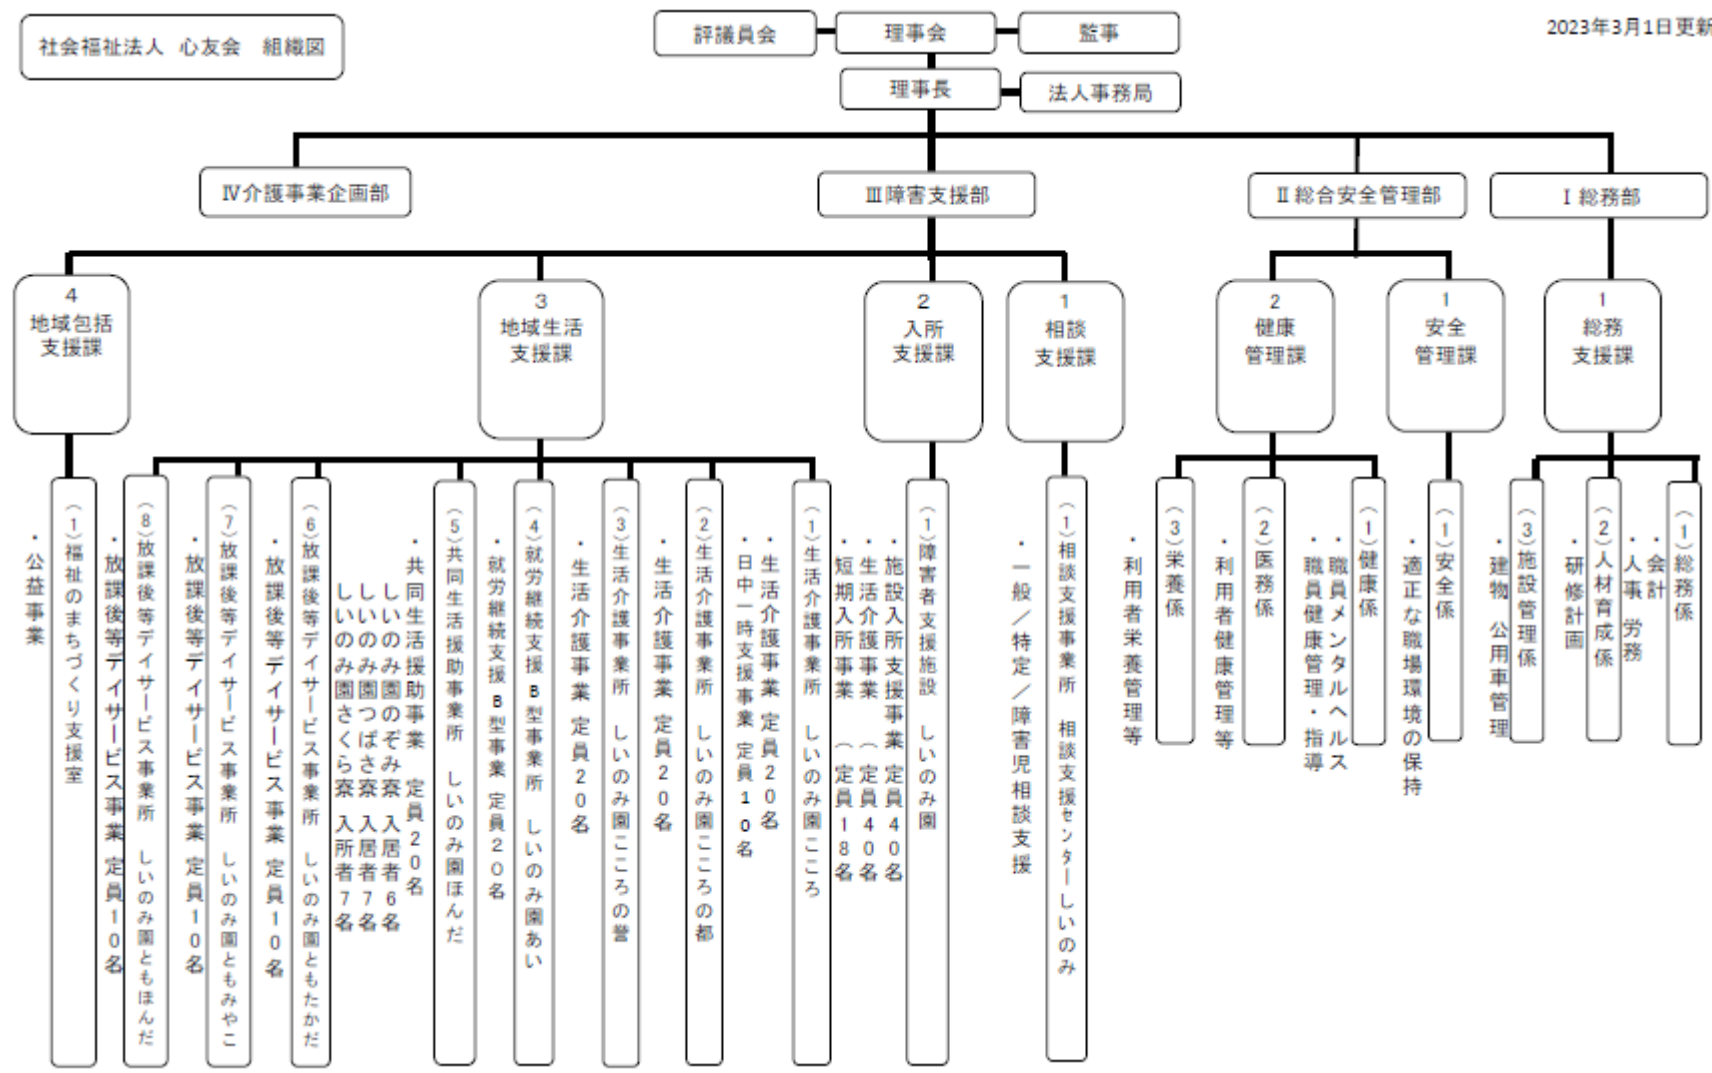 社会福祉法人 心友会 組織図
評議員会
理事会
監事
2023年3月1日更新
理事長
法人事務局
Ⅳ介護事業企画部
Ⅲ障害支援部
Ⅱ総合安全管理部
Ⅰ総務部
4
地域包括
支援課
3
地域生活
支援課
2
入所
支援課
1
相談
支援課
2
健康
管理課
1
安全
管理課
1
総務
支援課
(1)総務係
・会計
・人事 労務
(2)人材育成係
・研修計画
(3)施設管理係
・建物 公用車管理
(1)安全係
・適正な職場環境の保持
(1)健康係
・職員メンタルヘルス
・職員健康管理・指導
(2)医務係
・利用者健康管理等
(3)栄養係
・利用者栄養管理等
(1)相談支援事業所 相談支援センターしいのみ
・一般/特定/障害児相談支援
(1)障害者支援施設 しいのみ園
・施設入所支援事業 定員40名
・生活介護事業 (定員40名
・短期入所事業 (定員18名
(1)生活介護事業所 しいのみ園こころ
・生活介護事業 定員20名
・日中一時支援事業 定員10名
(2)生活介護事業所 しいのみ園こころの都
・生活介護事業 定員20名
(3)生活介護事業所 しいのみ園こころの誉
・生活介護事業 定員20名
(4)就労継続支援B型事業所 しいのみ園あい
・就労継続支援B型事業 定員20名
(5)共同生活援助事業所 しいのみ園ほんだ
・共同生活援助事業 定員20名
しいのみ園のぞみ寮 入居者6名
しいのみ園つばさ寮 入居者7名
しいのみ園さくら寮 入所者7名
(6)放課後等デイサービス事業所 しいのみ園ともたかだ
・放課後等デイサービス事業 定員10名
(7)放課後等デイサービス事業所 しいのみ園ともみやこ
・放課後等デイサービス事業 定員10名
(8)放課後等デイサービス事業所 しいのみ園ともほんだ
・放課後等デイサービス事業 定員10名
(1)福祉のまちづくり支援室
・公益事業